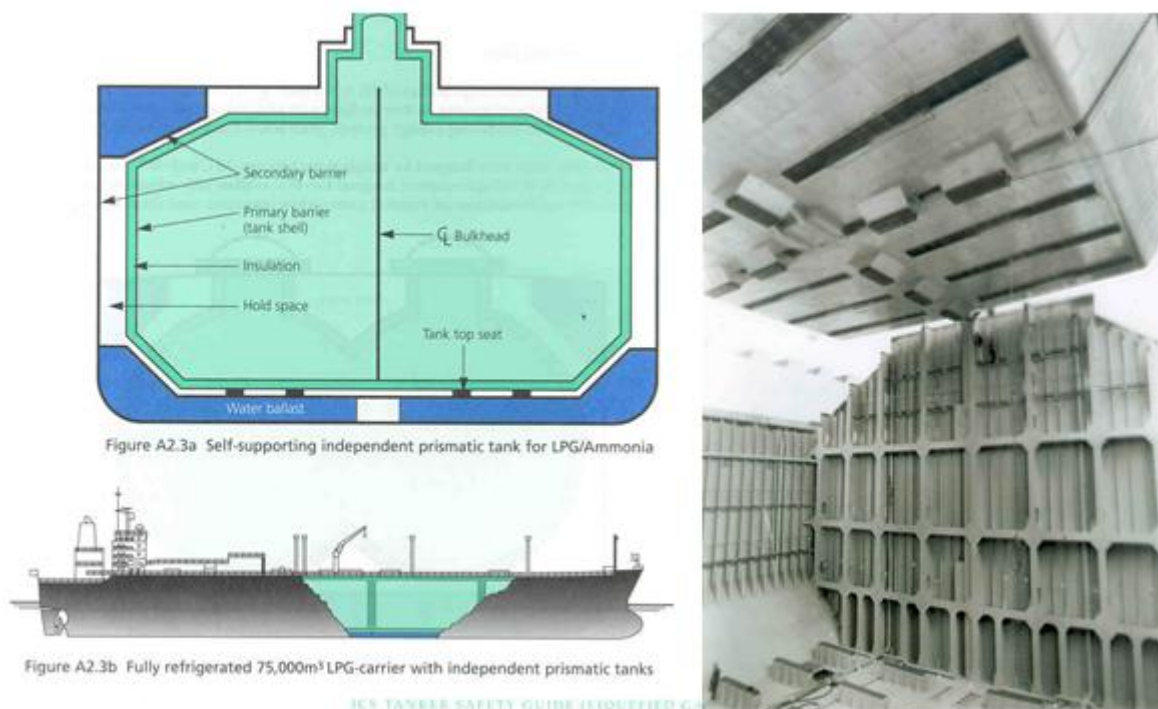 Secondary barrier
Primary barrier
(tank shell)
℄ Bulkhead
Insulation
Hold space
Tank top seat
Water ballast
Figure A2.3a Self-supporting independent prismatic tank for LPG/Ammonia
Figure A2.3b Fully refrigerated 75,000m³ LPG-carrier with independent prismatic tanks
ICS TANKER SAFETY GUIDE (LIQUEFIED GA